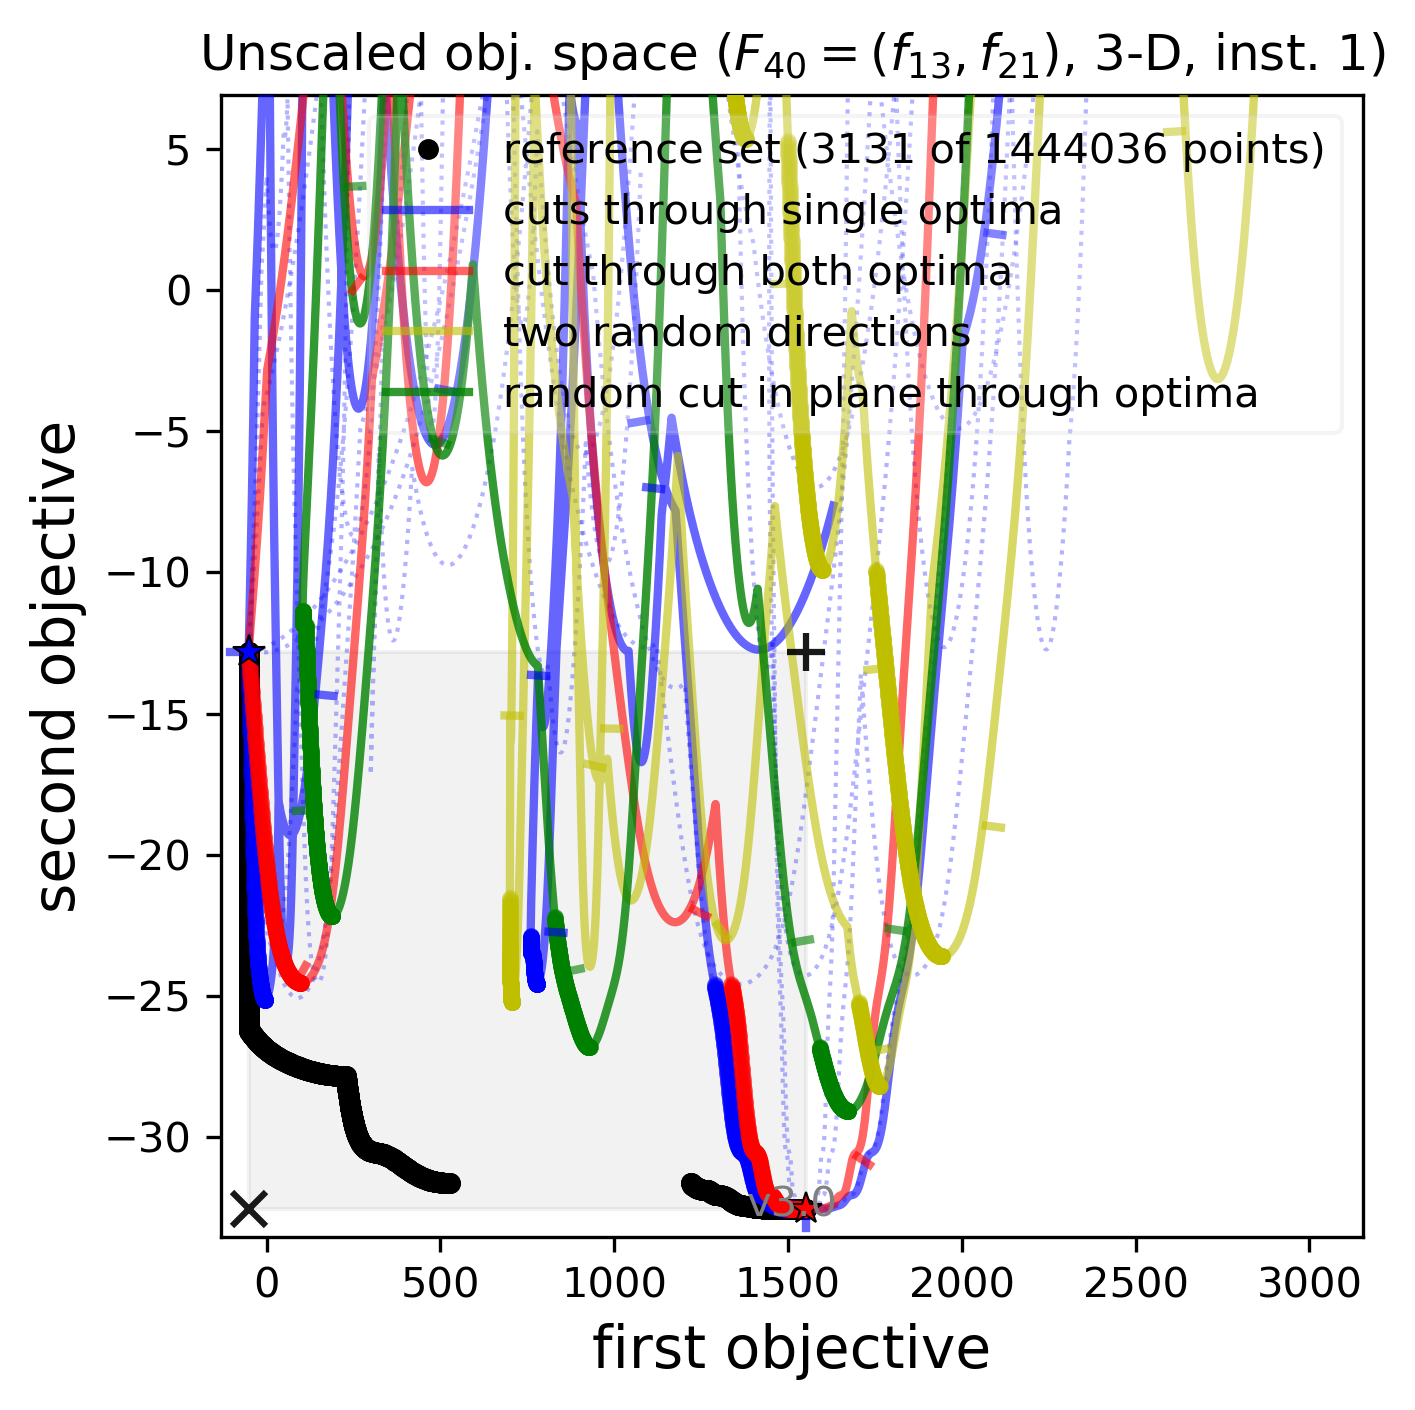 Unscaled obj. space (F₄₀ = (f₁₃, f₂₁), 3-D, inst. 1)
reference set (3131 of 1444036 points)
cuts through single optima
cut through both optima
two random directions
random cut in plane through optima
5
0
−5
−10
−15
−20
−25
−30
second objective
v3.0
0 500 1000 1500 2000 2500 3000
first objective